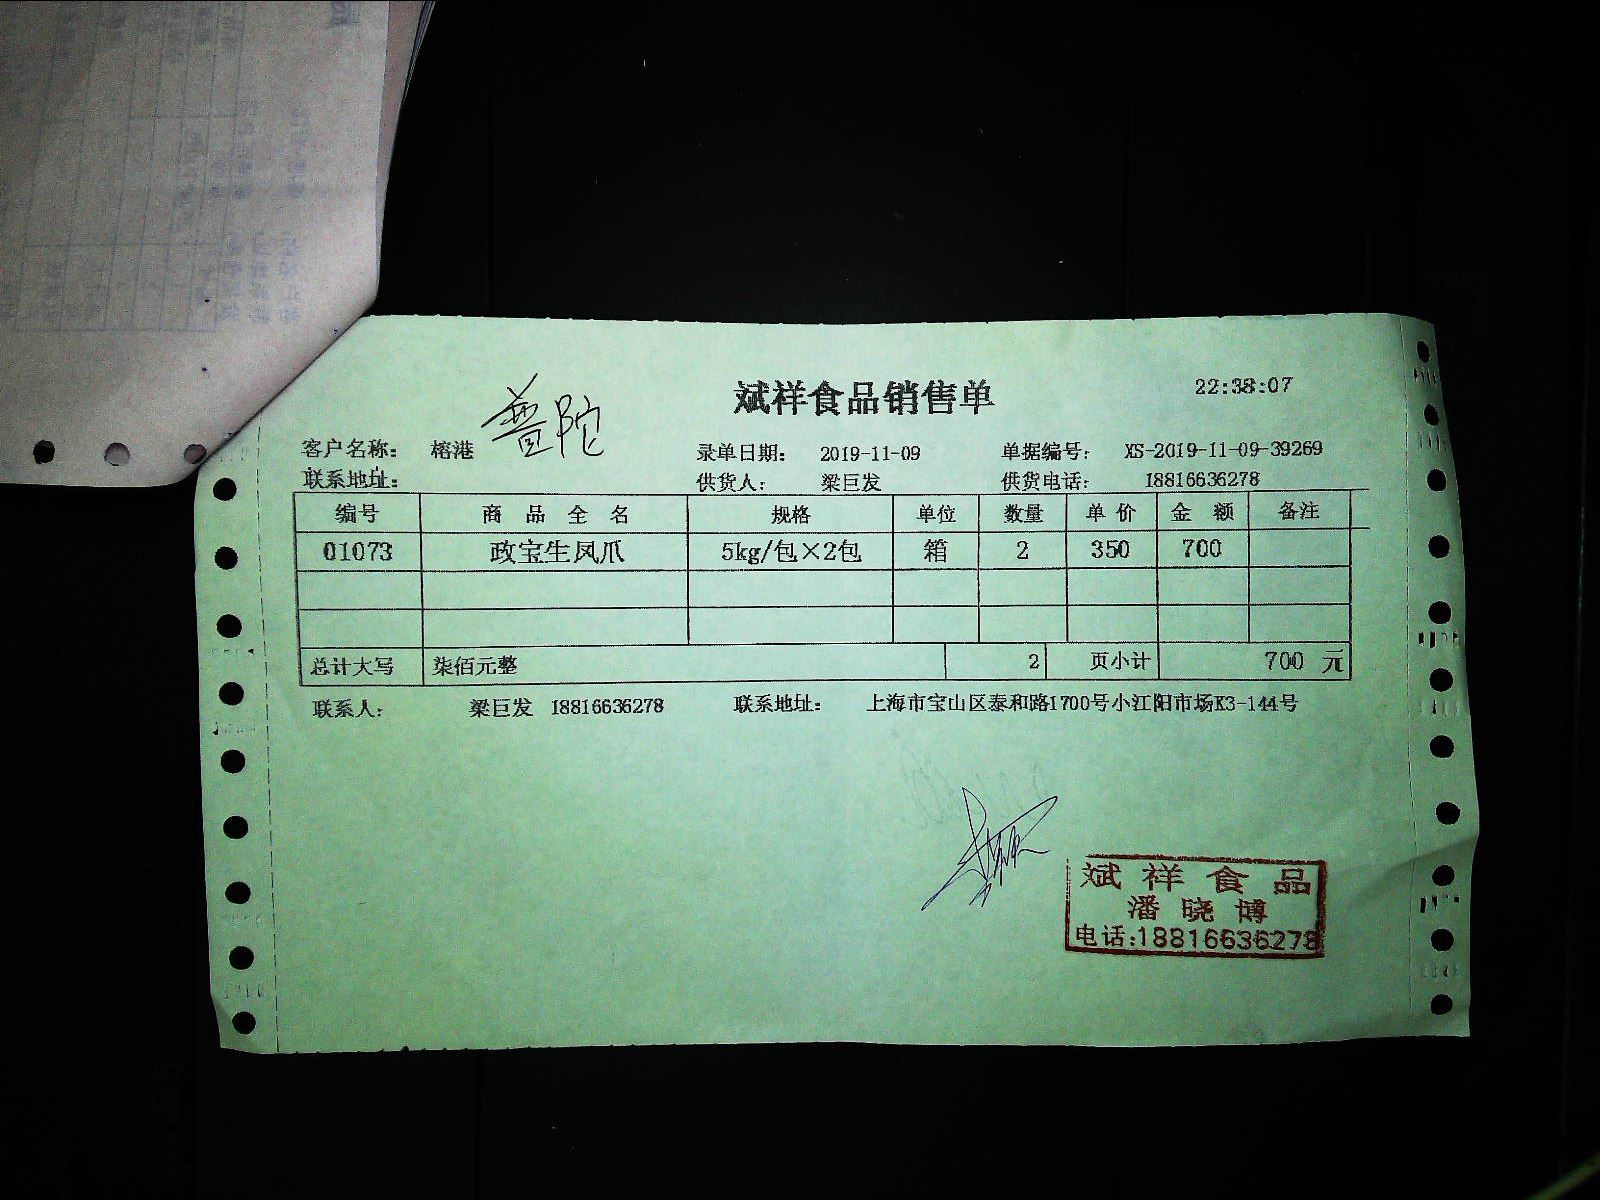 斌祥食品销售单
22:38:07
普陀
客户名称: 榕港 录单日期: 2019-11-09 单据编号: XS-2019-11-09-39269
联系地址: 供货人: 梁巨发 供货电话: 18816636278
编号 商品全名 规格 单位 数量 单价 金额 备注
01073 政宝生凤爪 5kg/包×2包 箱 2 350 700
总计大写 柒佰元整 2 页小计 700 元
联系人: 梁巨发 18816636278 联系地址: 上海市宝山区泰和路1700号小江阳市场K3-144号
斌祥食品
潘晓博
电话:18816636278